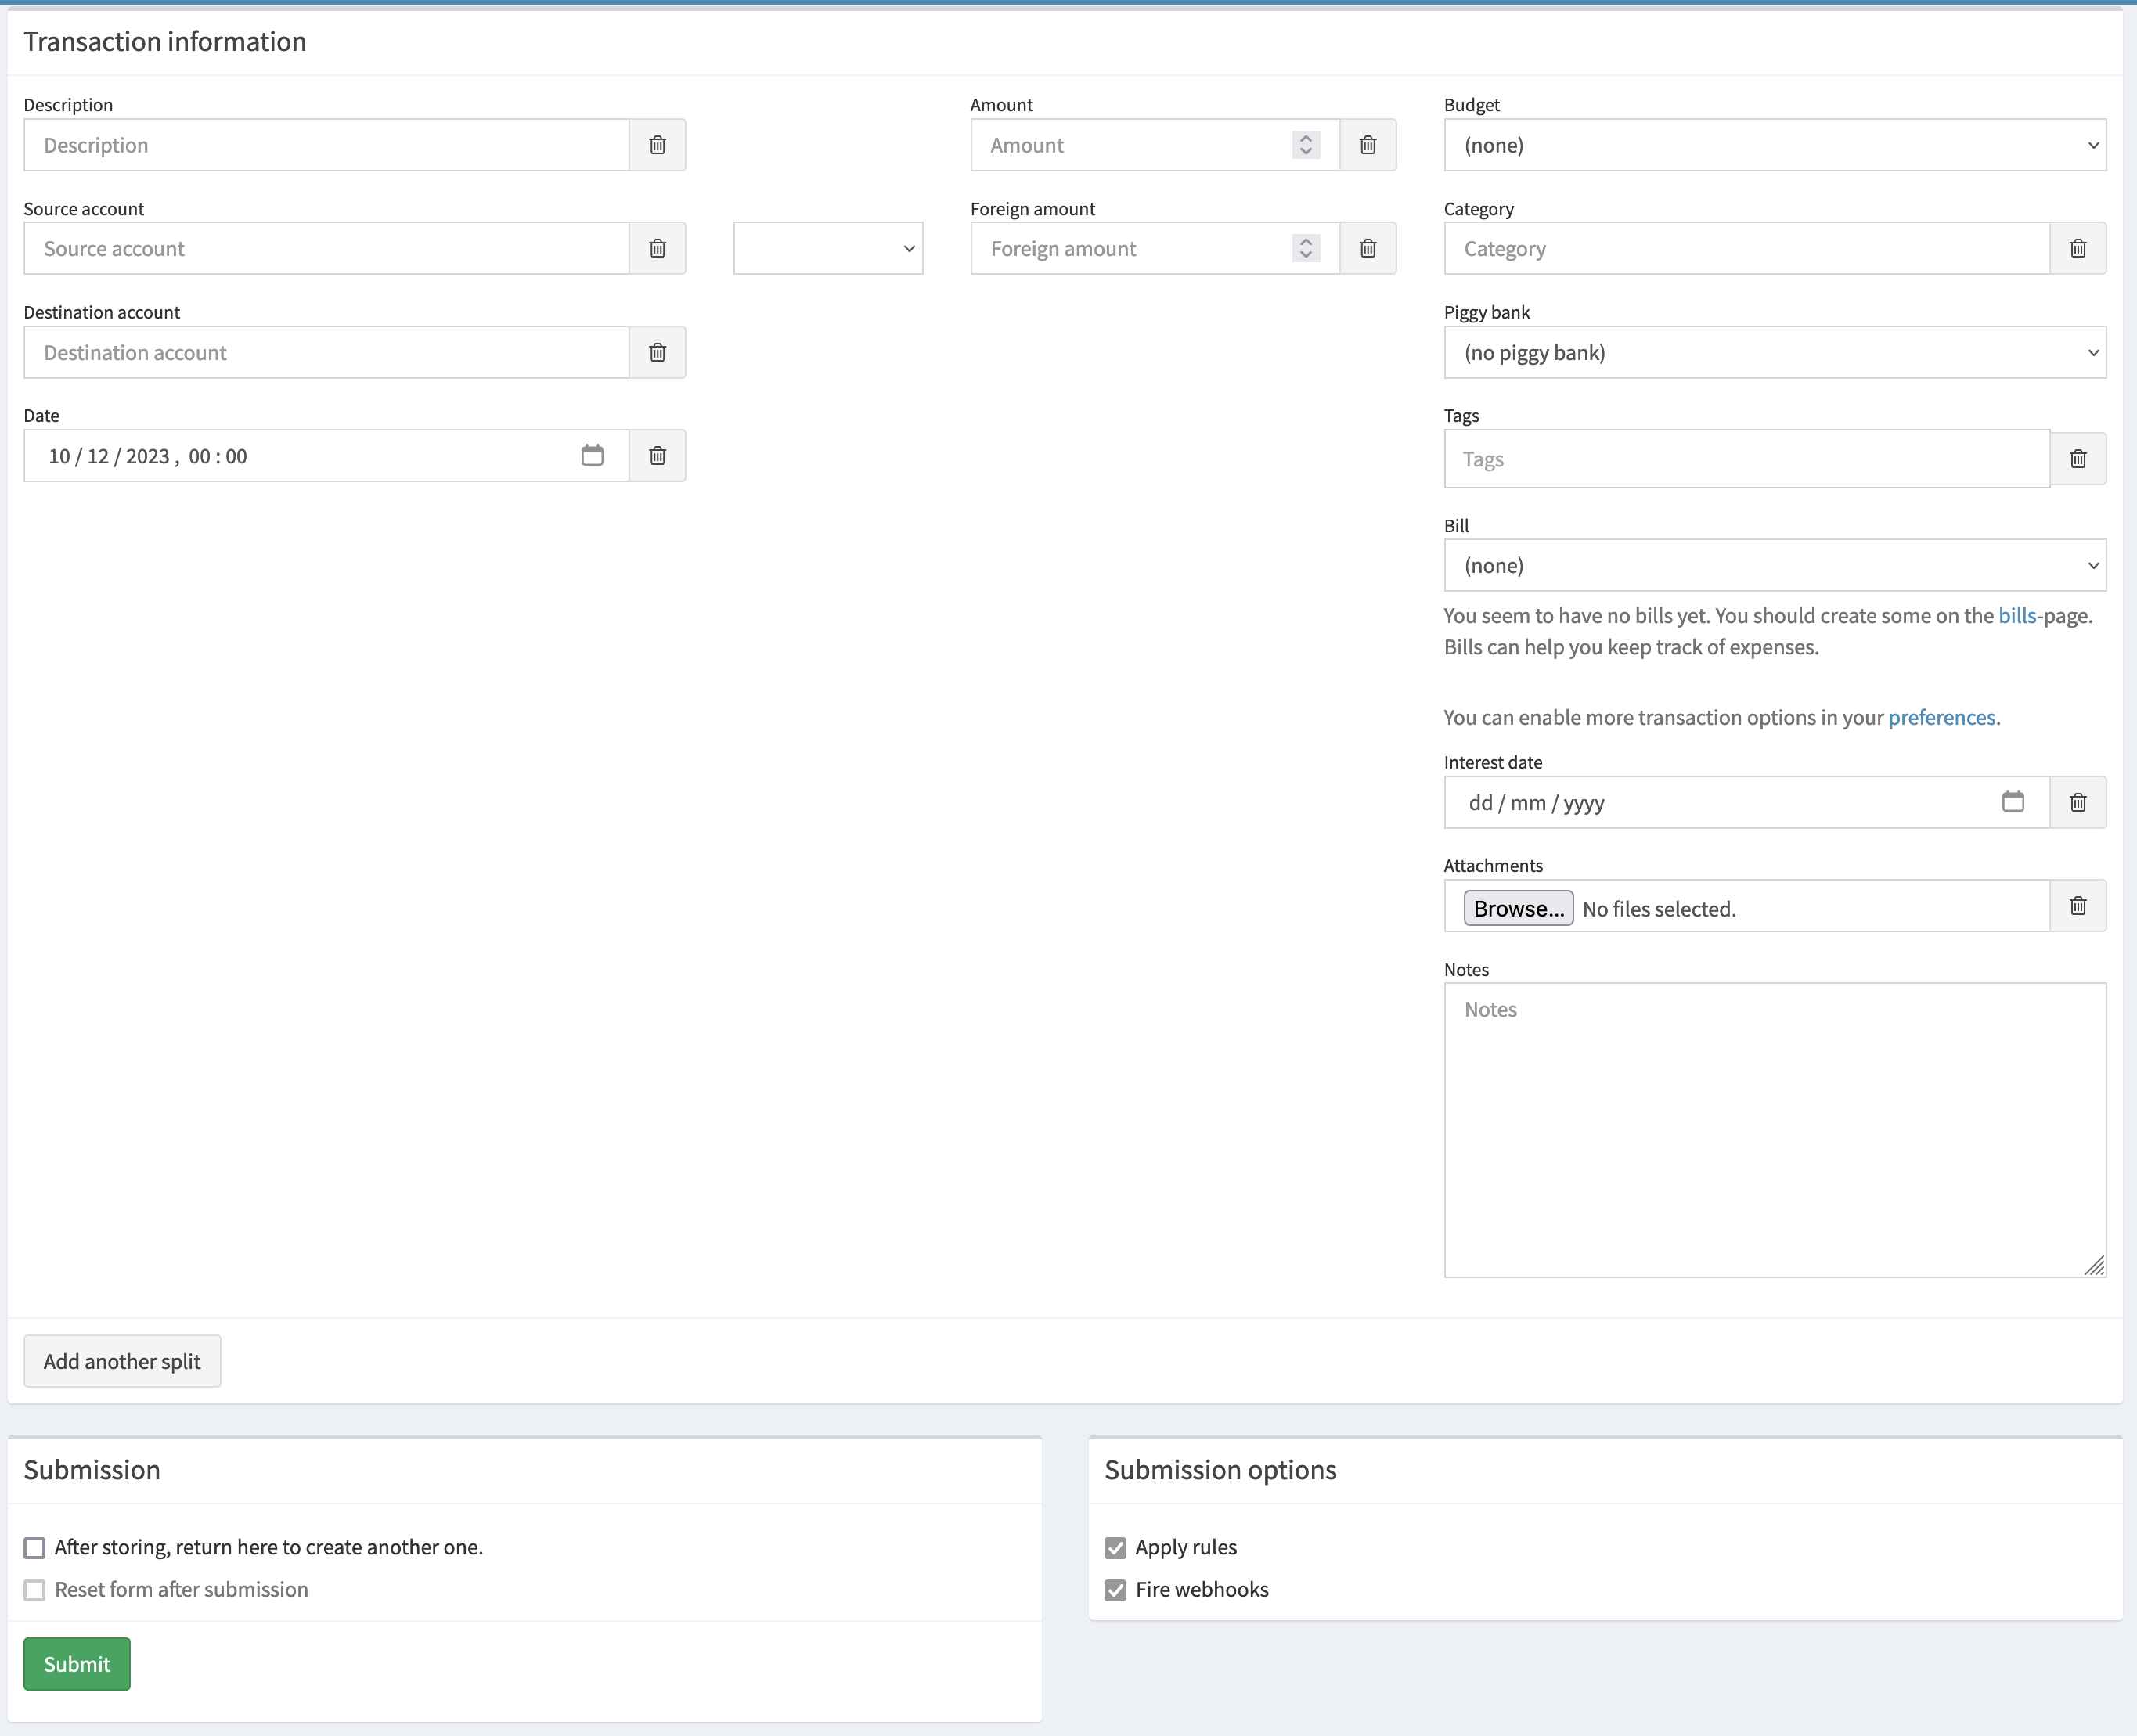 Transaction information
Description
Description
Source account
Source account
Destination account
Destination account
Date
10 / 12 / 2023 , 00 : 00
Amount
Amount
Foreign amount
Foreign amount
Budget
(none)
Category
Category
Piggy bank
(no piggy bank)
Tags
Tags
Bill
(none)
You seem to have no bills yet. You should create some on the bills-page.
Bills can help you keep track of expenses.
You can enable more transaction options in your preferences.
Interest date
dd / mm / yyyy
Attachments
Browse... No files selected.
Notes
Notes
Add another split
Submission
After storing, return here to create another one.
Reset form after submission
Submit
Submission options
Apply rules
Fire webhooks